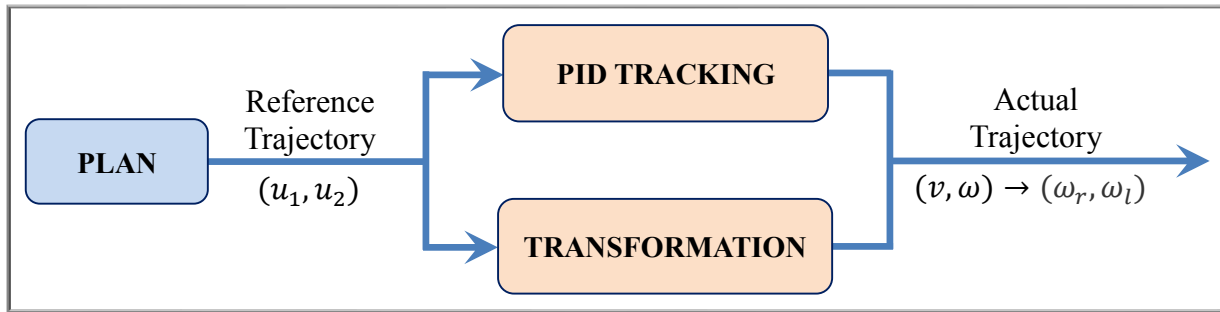 PLAN
Reference
Trajectory
(u₁, u₂)
PID TRACKING
TRANSFORMATION
Actual
Trajectory
(v, ω) → (ωᵣ, ωₗ)